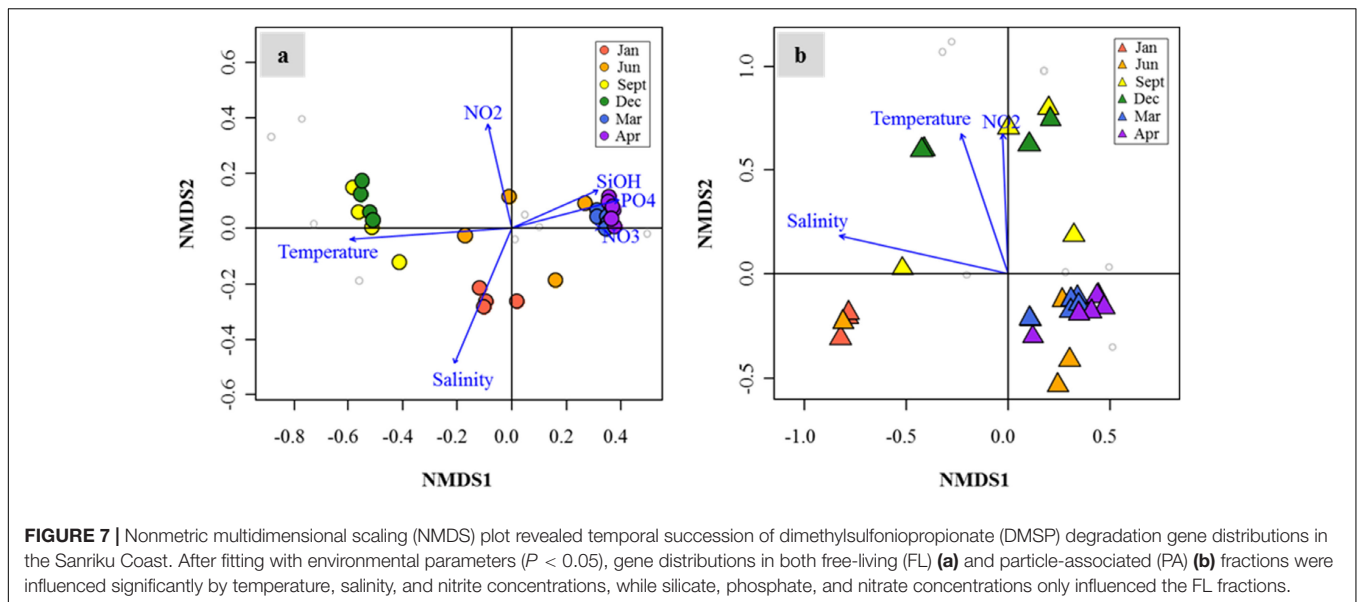 a
Jan
Jun
Sept
Dec
Mar
Apr
NO2
SiOH
PO4
NO3
Temperature
Salinity
0.6
0.4
0.2
0.0
-0.2
-0.4
-0.6
NMDS2
-0.8
-0.6
-0.4
-0.2
0.0
0.2
0.4
NMDS1
b
Jan
Jun
Sept
Dec
Mar
Apr
Temperature
NO2
Salinity
1.0
0.5
0.0
-0.5
NMDS2
-1.0
-0.5
0.0
0.5
NMDS1
FIGURE 7 | Nonmetric multidimensional scaling (NMDS) plot revealed temporal succession of dimethylsulfoniopropionate (DMSP) degradation gene distributions in
the Sanriku Coast. After fitting with environmental parameters (P < 0.05), gene distributions in both free-living (FL) (a) and particle-associated (PA) (b) fractions were
influenced significantly by temperature, salinity, and nitrite concentrations, while silicate, phosphate, and nitrate concentrations only influenced the FL fractions.